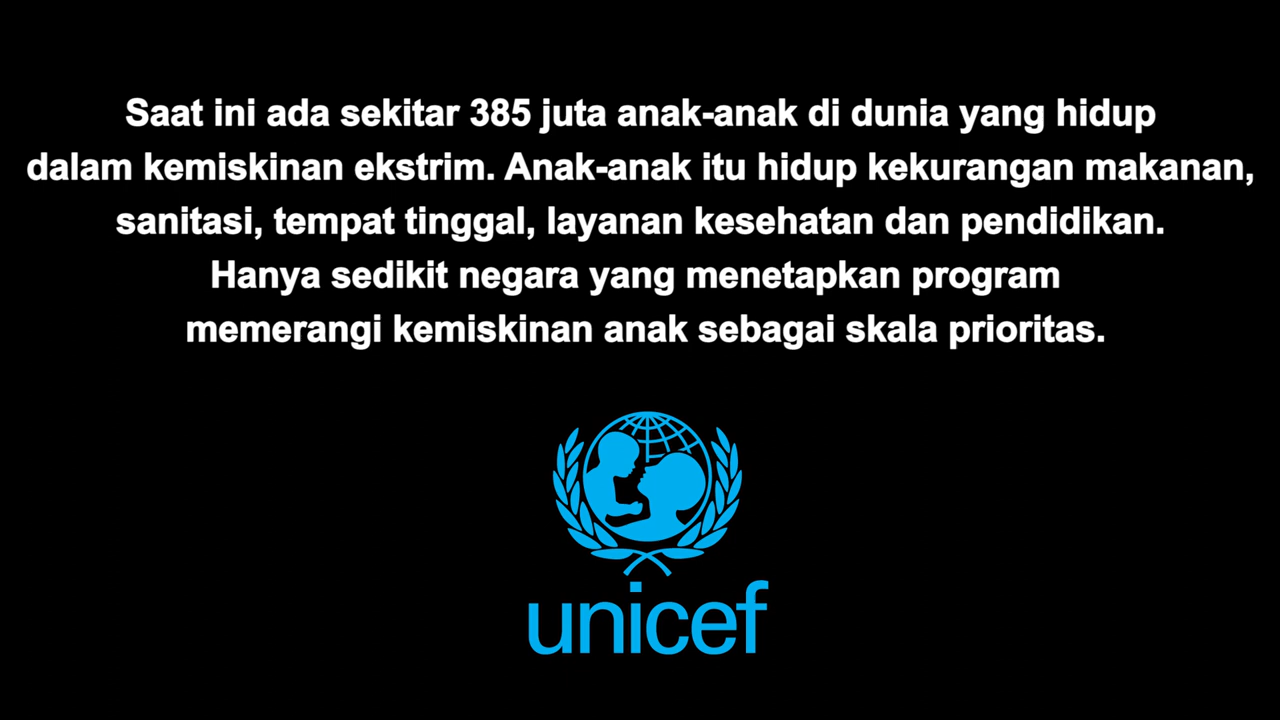 Saat ini ada sekitar 385 juta anak-anak di dunia yang hidup
dalam kemiskinan ekstrim. Anak-anak itu hidup kekurangan makanan,
sanitasi, tempat tinggal, layanan kesehatan dan pendidikan.
Hanya sedikit negara yang menetapkan program
memerangi kemiskinan anak sebagai skala prioritas.
unicef